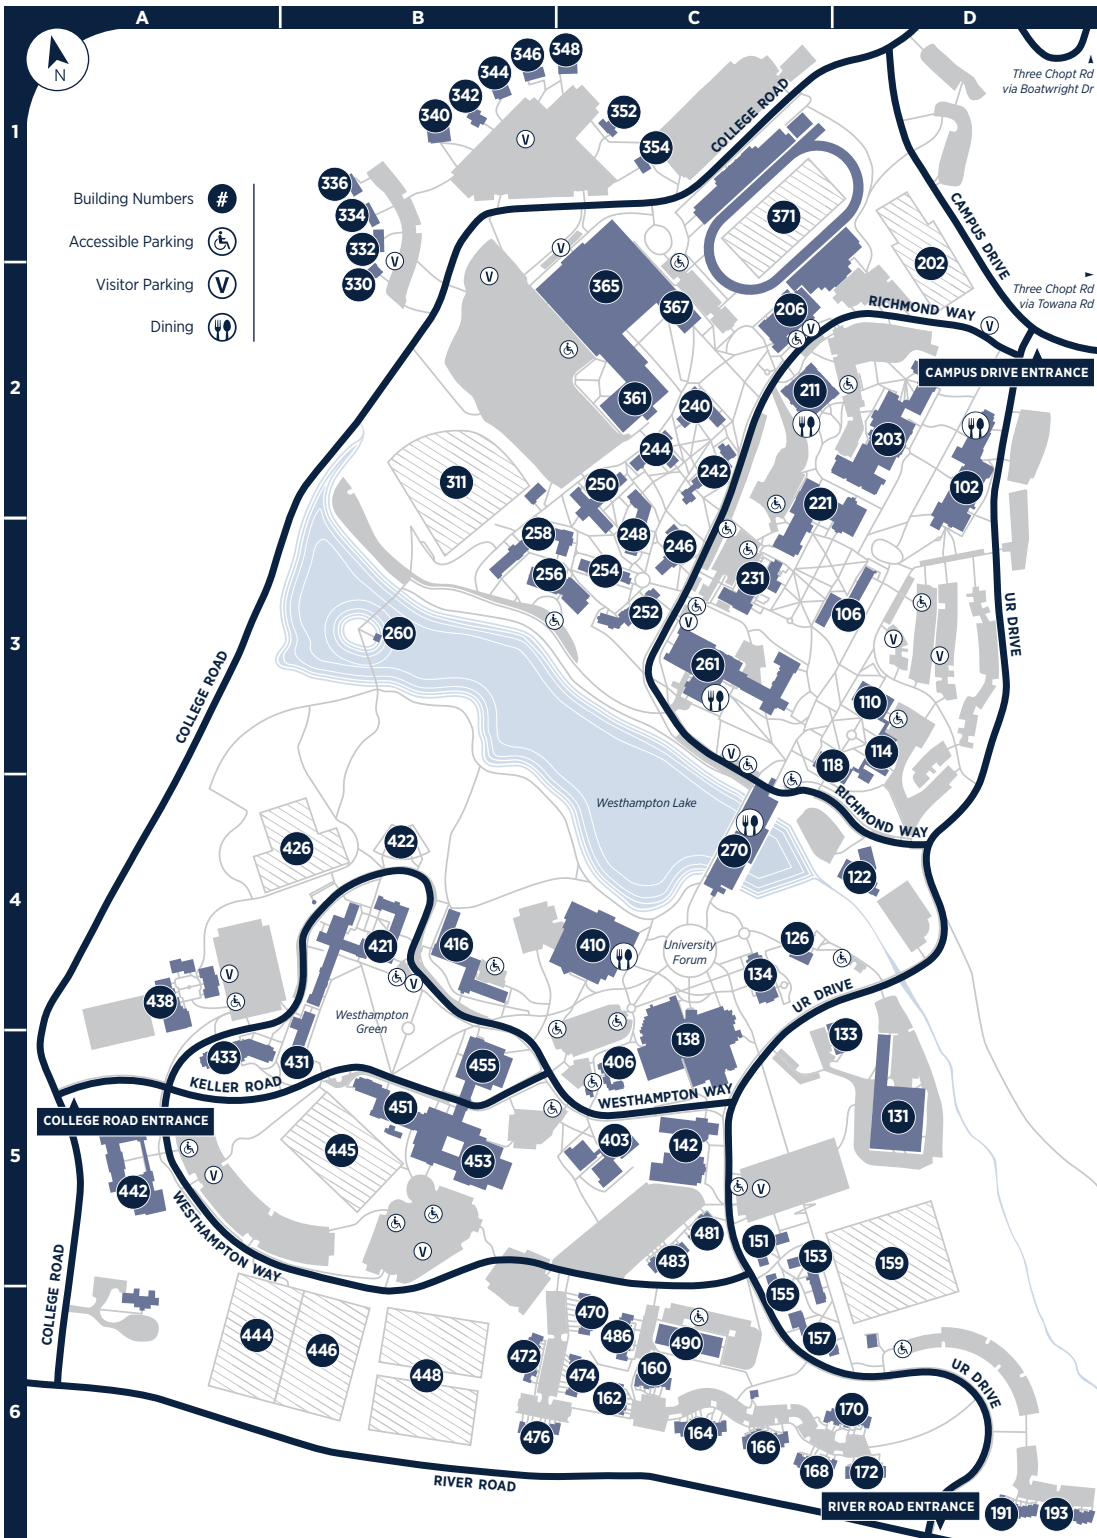 A B C D
N
Three Chopt Rd
via Boatwright Dr
348
346
344
342
340
352
354
1
COLLEGE ROAD
Building Numbers #
Accessible Parking
Visitor Parking V
Dining
336
334
332
330
V
V
V
V
371
CAMPUS DRIVE
202
Three Chopt Rd
via Towana Rd
365
367
206
V
RICHMOND WAY
V
CAMPUS DRIVE ENTRANCE
2
361
240
211
203
244
242
250
311
221
102
258
248
246
256
254
231
252
V
106
UR DRIVE
260
3
261
V
V
COLLEGE ROAD
110
114
118
V
Westhampton Lake
RICHMOND WAY
270
122
426
422
4
421
416
410
University
Forum
126
134
V
V
438
UR DRIVE
Westhampton
Green
138
133
433
431
455
406
KELLER ROAD
WESTHAMPTON WAY
COLLEGE ROAD ENTRANCE
451
131
445
453
403
142
5
V
442
V
WESTHAMPTON WAY
V
481
483
151
153
155
159
157
COLLEGE ROAD
444
446
448
470
486
490
472
474
160
162
UR DRIVE
6
476
164
166
170
168
172
RIVER ROAD
RIVER ROAD ENTRANCE
191
193